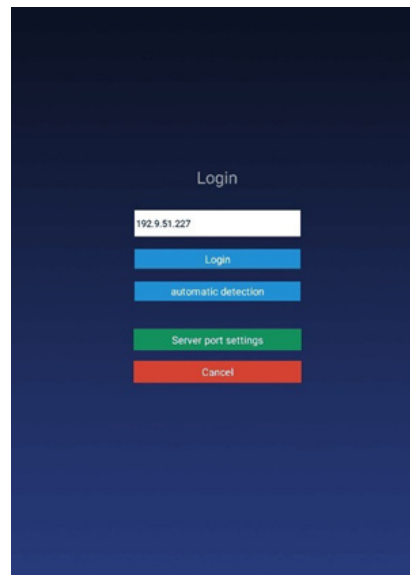 Login
192.9.51.227
Login
automatic detection
Server port settings
Cancel